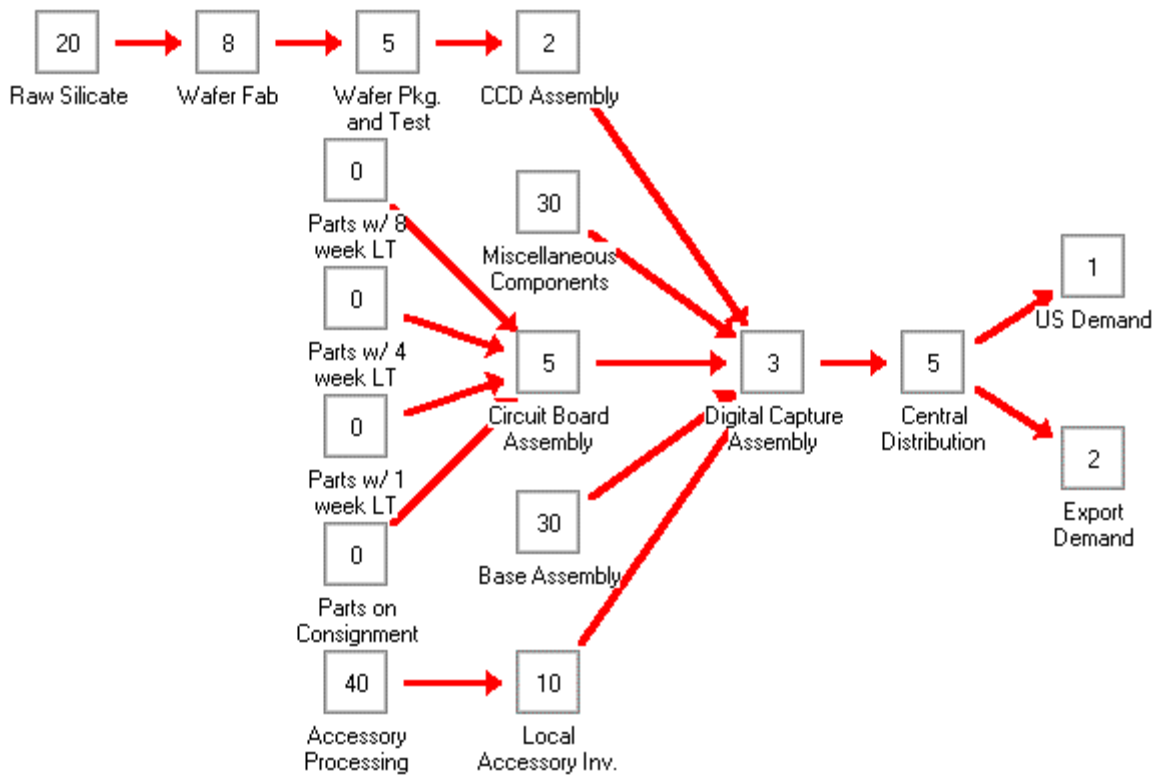 20
Raw Silicate
8
Wafer Fab
5
Wafer Pkg.
and Test
2
CCD Assembly
0
Parts w/ 8
week LT
30
Miscellaneous
Components
0
Parts w/ 4
week LT
5
Circuit Board
Assembly
3
Digital Capture
Assembly
5
Central
Distribution
1
US Demand
2
Export
Demand
0
Parts w/ 1
week LT
30
Base Assembly
0
Parts on
Consignment
40
Accessory
Processing
10
Local
Accessory Inv.